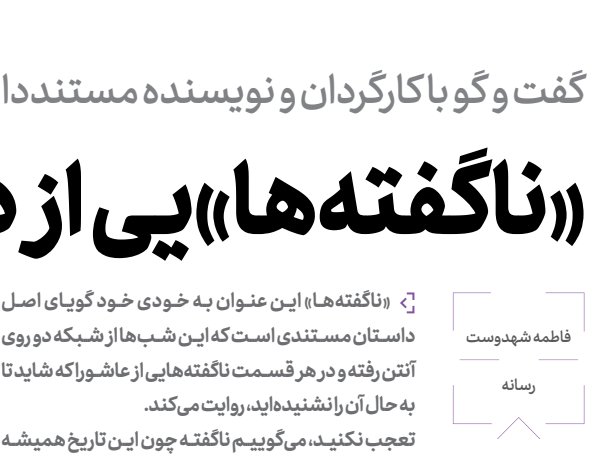 گفت و گو با کارگردان و نویسنده مستند دا
«ناگفته‌ها»یی از د
فاطمه شهدوست
رسانه
«ناگفته‌ها» این عنوان به خودی خود گویای اصل
داستان مستندی است که این شب‌ها از شبکه دو روی
آنتن رفته و در هر قسمت ناگفته‌هایی از عاشورا که شاید تا
به حال آن را نشنیده‌اید، روایت می‌کند.
تعجب نکنید، می‌گوییم ناگفته چون این تاریخ همیشه